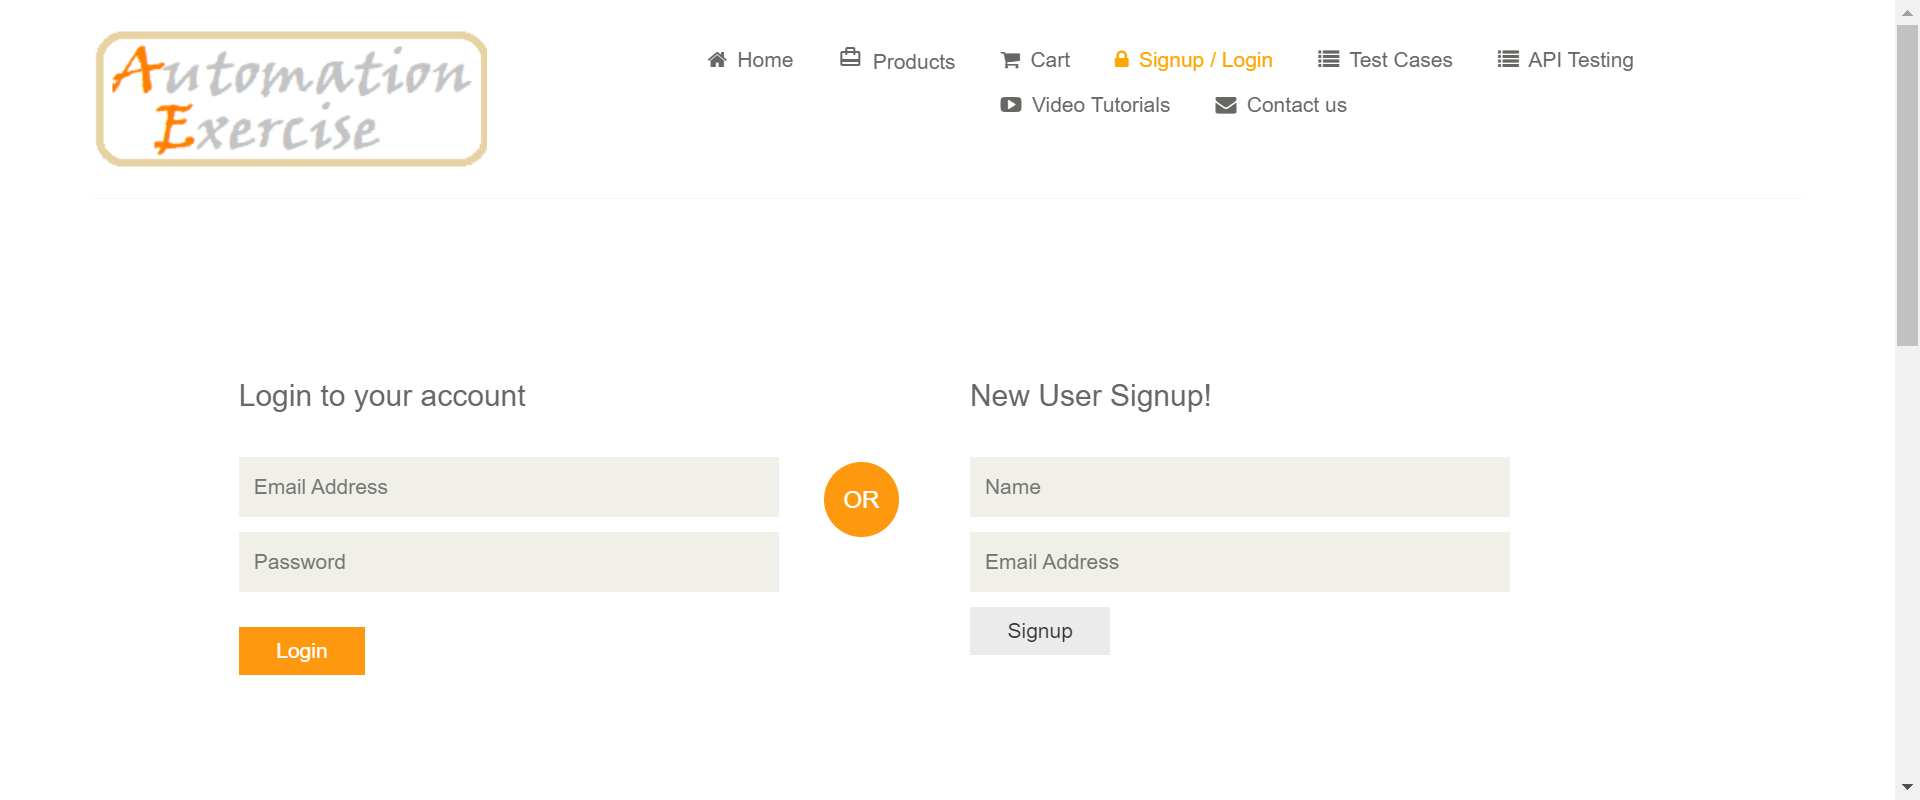 Automation
Exercise
Home Products Cart Signup / Login Test Cases API Testing
Video Tutorials Contact us
Login to your account
Email Address
Password
Login
OR
New User Signup!
Name
Email Address
Signup